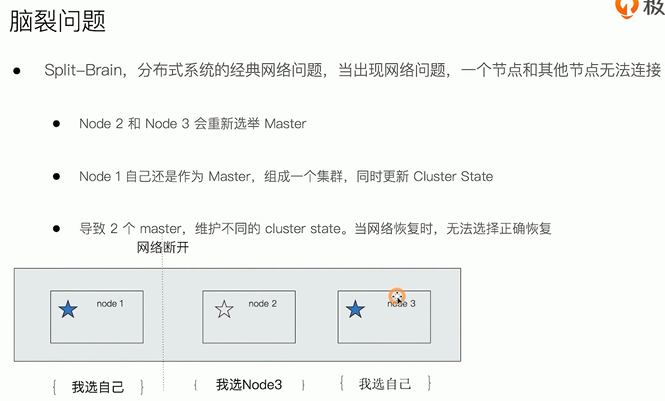 极
脑裂问题
Split-Brain，分布式系统的经典网络问题，当出现网络问题，一个节点和其他节点无法连接
Node 2 和 Node 3 会重新选举 Master
Node 1 自己还是作为 Master，组成一个集群，同时更新 Cluster State
导致 2 个 master，维护不同的 cluster state。当网络恢复时，无法选择正确恢复
网络断开
node 1
node 2
node 3
{ 我选自己 }
{ 我选Node3 }
{ 我选自己 }